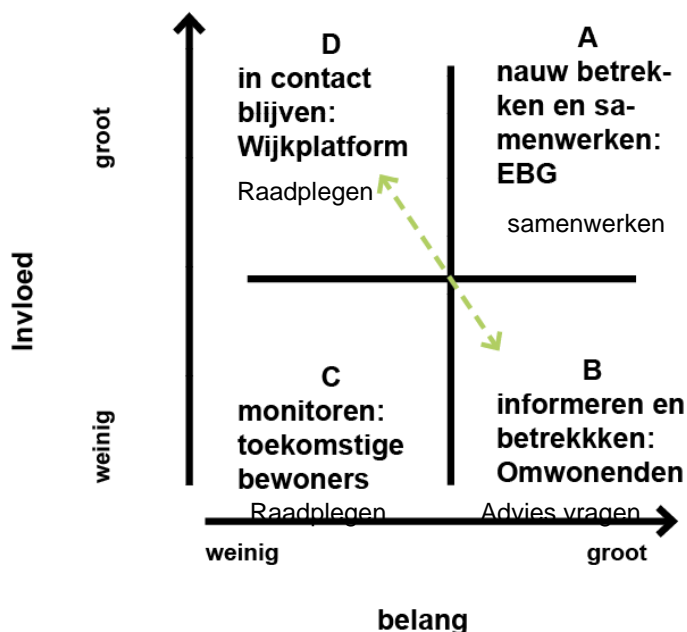 D
in contact
blijven:
Wijkplatform
Raadplegen
A
nauw betrek-
ken en sa-
menwerken:
EBG
samenwerken
groot
Invloed
weinig
C
monitoren:
toekomstige
bewoners
Raadplegen
B
informeren en
betrekkken:
Omwonenden
Advies vragen
weinig
groot
belang